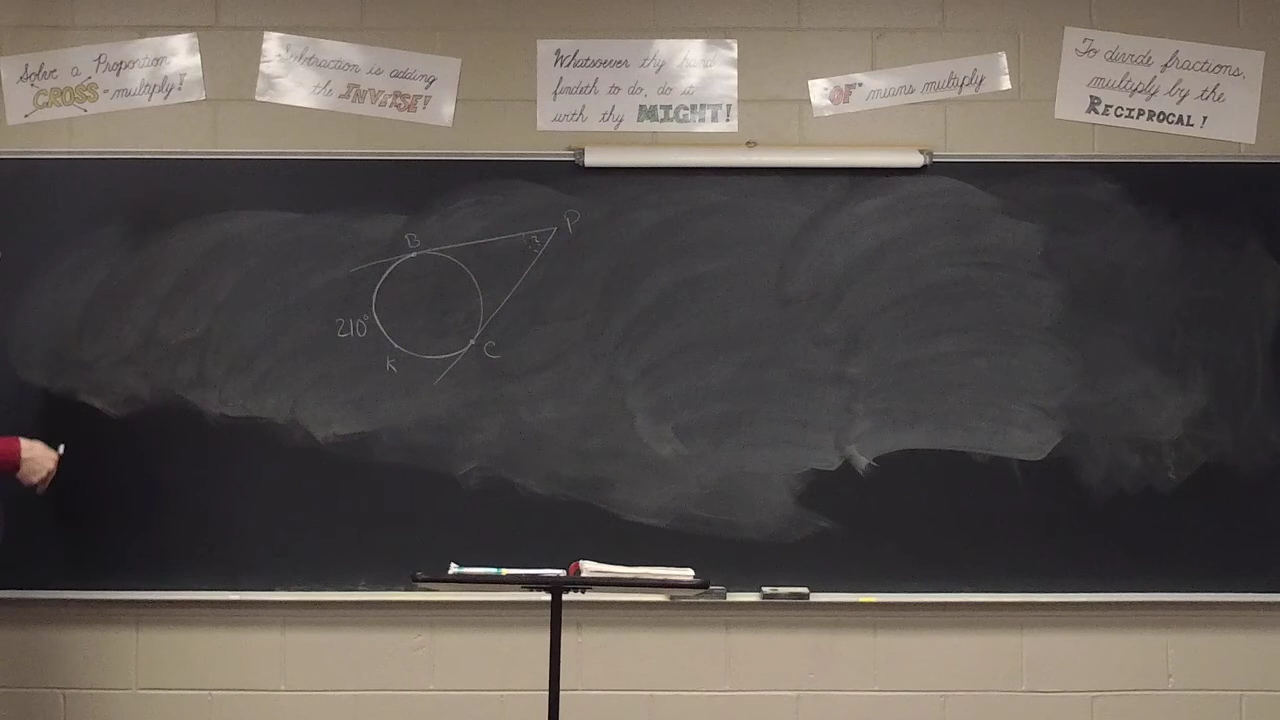 Solve a Proportion
CROSS-multiply!
Subtraction is adding
the INVERSE!
Whatsoever thy hand
findeth to do, do it
with thy MIGHT!
"OF" means multiply
To divide fractions,
multiply by the
RECIPROCAL!
P
B
210°
C
K